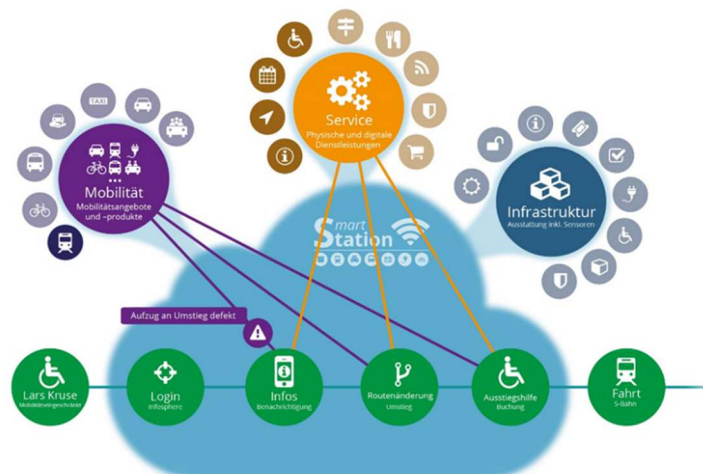 TAXI
Service
Physische und digitale
Dienstleistungen
Mobilität
Mobilitätsangebote
und -produkte
Infrastruktur
Ausstattung inkl. Sensoren
Smart
Station
Aufzug an Umstieg defekt
Lars Kruse
Mobilitätseingeschränkt
Login
Infosphere
Infos
Benachrichtigung
Routenänderung
Umstieg
Ausstiegshilfe
Buchung
Fahrt
S-Bahn